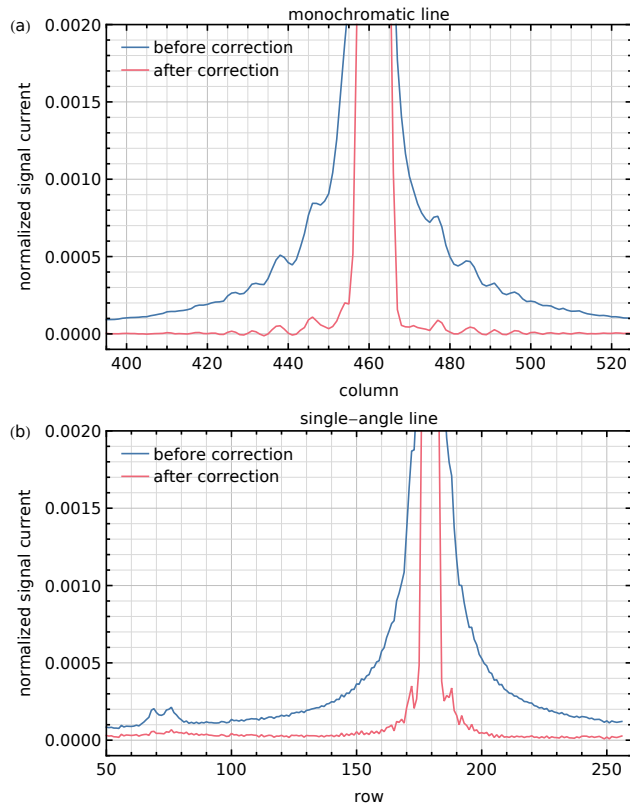 (a)
monochromatic line
before correction
after correction
normalized signal current
0.0020
0.0015
0.0010
0.0005
0.0000
400 420 440 460 480 500 520
column
(b)
single−angle line
before correction
after correction
normalized signal current
0.0020
0.0015
0.0010
0.0005
0.0000
50 100 150 200 250
row